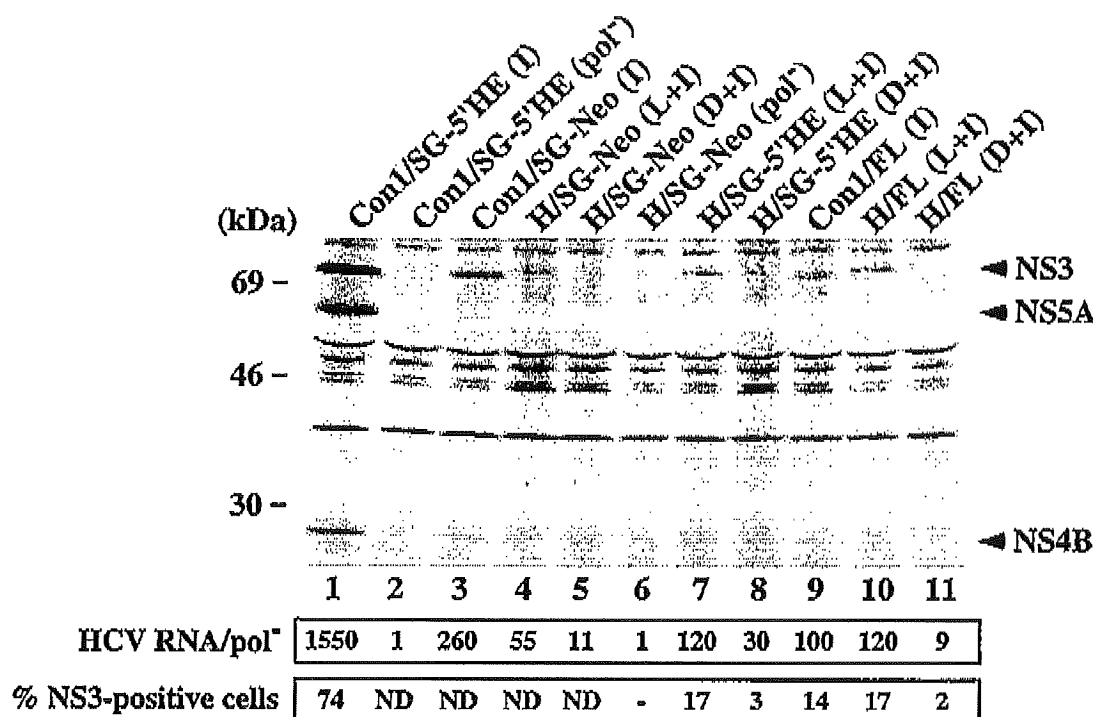 Con1/SG-5'HE (I)
Con1/SG-5'HE (pol⁻)
Con1/SG-Neo (I)
H/SG-Neo (L+I)
H/SG-Neo (D+I)
H/SG-Neo (pol⁻)
H/SG-5'HE (L+I)
H/SG-5'HE (D+I)
Con1/FL (I)
H/FL (L+I)
H/FL (D+I)
(kDa)
69 –
46 –
30 –
NS3
NS5A
NS4B
1 2 3 4 5 6 7 8 9 10 11
HCV RNA/pol⁻ 1550 1 260 55 11 1 120 30 100 120 9
% NS3-positive cells 74 ND ND ND ND - 17 3 14 17 2